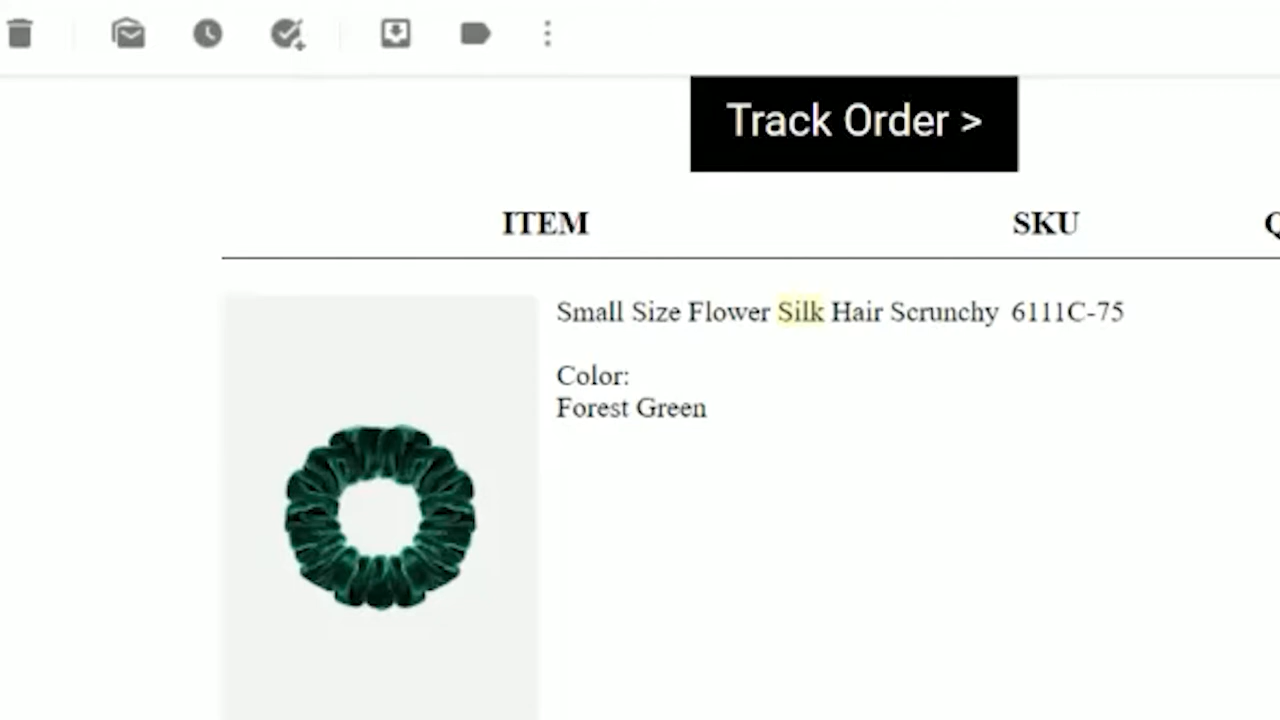 Track Order >
ITEM SKU
Small Size Flower Silk Hair Scrunchy 6111C-75
Color:
Forest Green